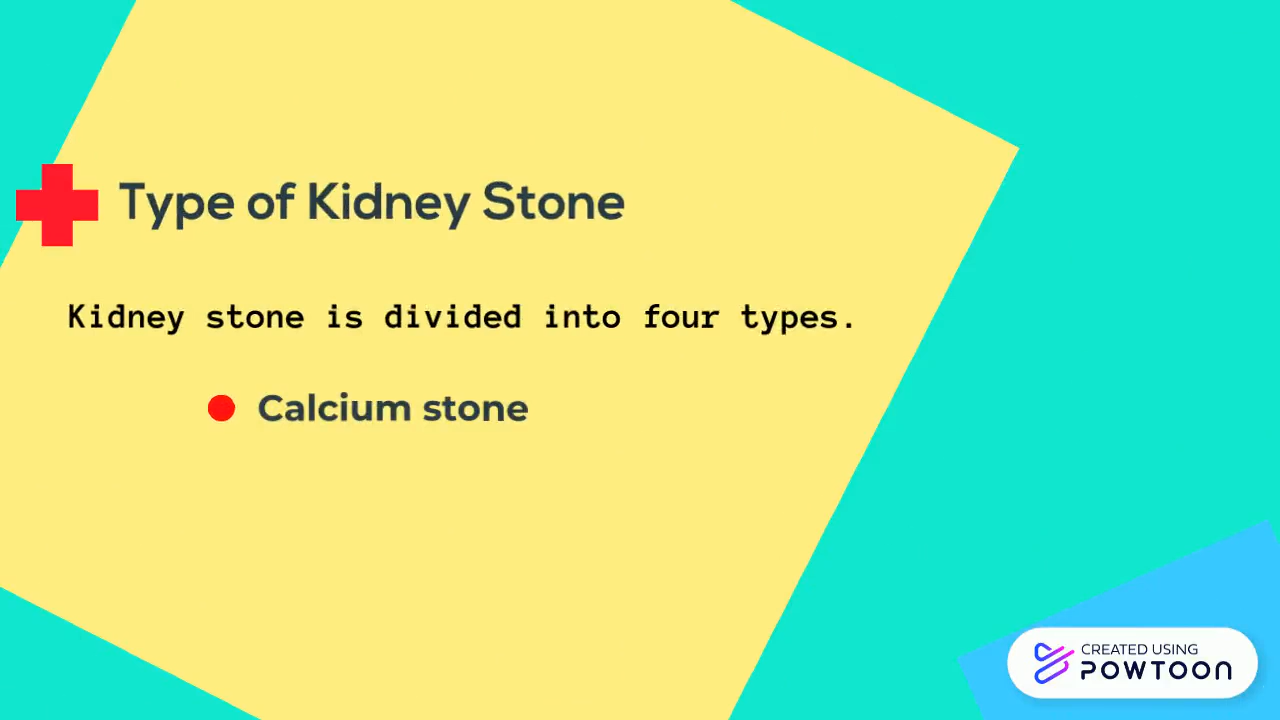 Type of Kidney Stone
Kidney stone is divided into four types.
Calcium stone
CREATED USING
POWTOON